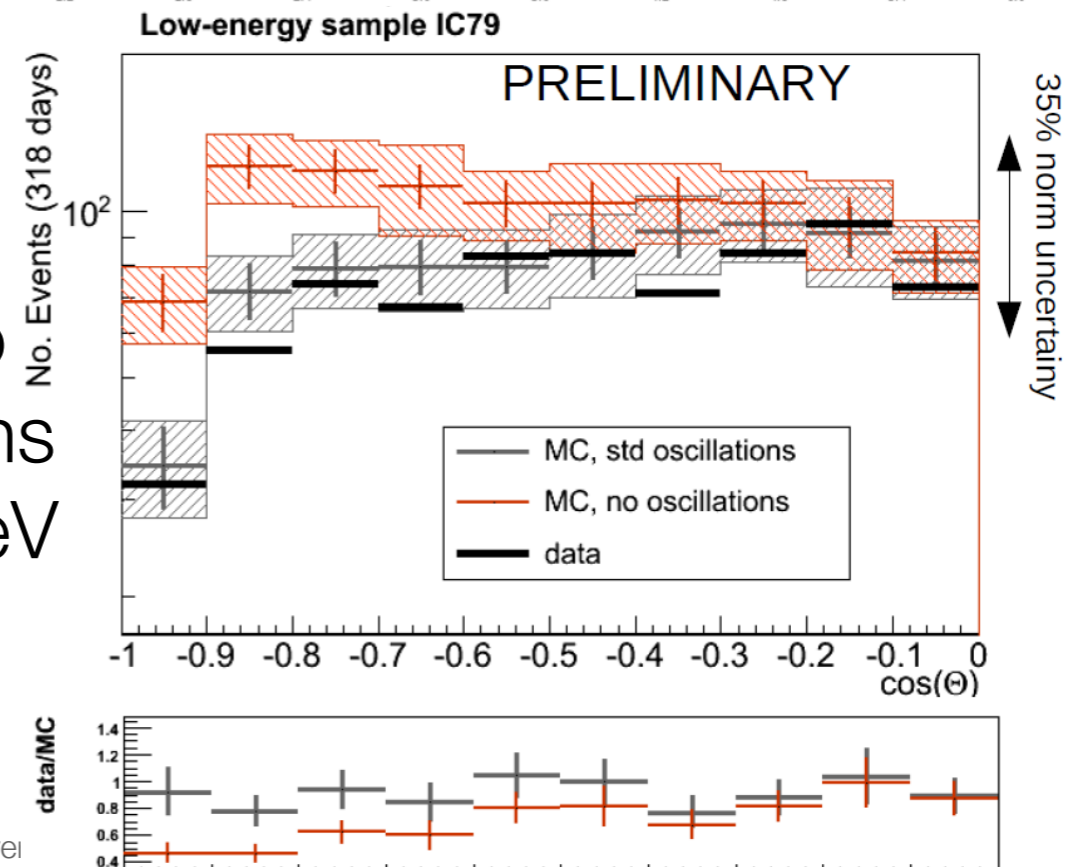 Low-energy sample IC79
PRELIMINARY
No. Events (318 days)
10²
35% norm uncertainy
ns
eV
MC, std oscillations
MC, no oscillations
data
-1 -0.9 -0.8 -0.7 -0.6 -0.5 -0.4 -0.3 -0.2 -0.1 0
cos(Θ)
data/MC
1.4
1.2
1
0.8
0.6
0.4